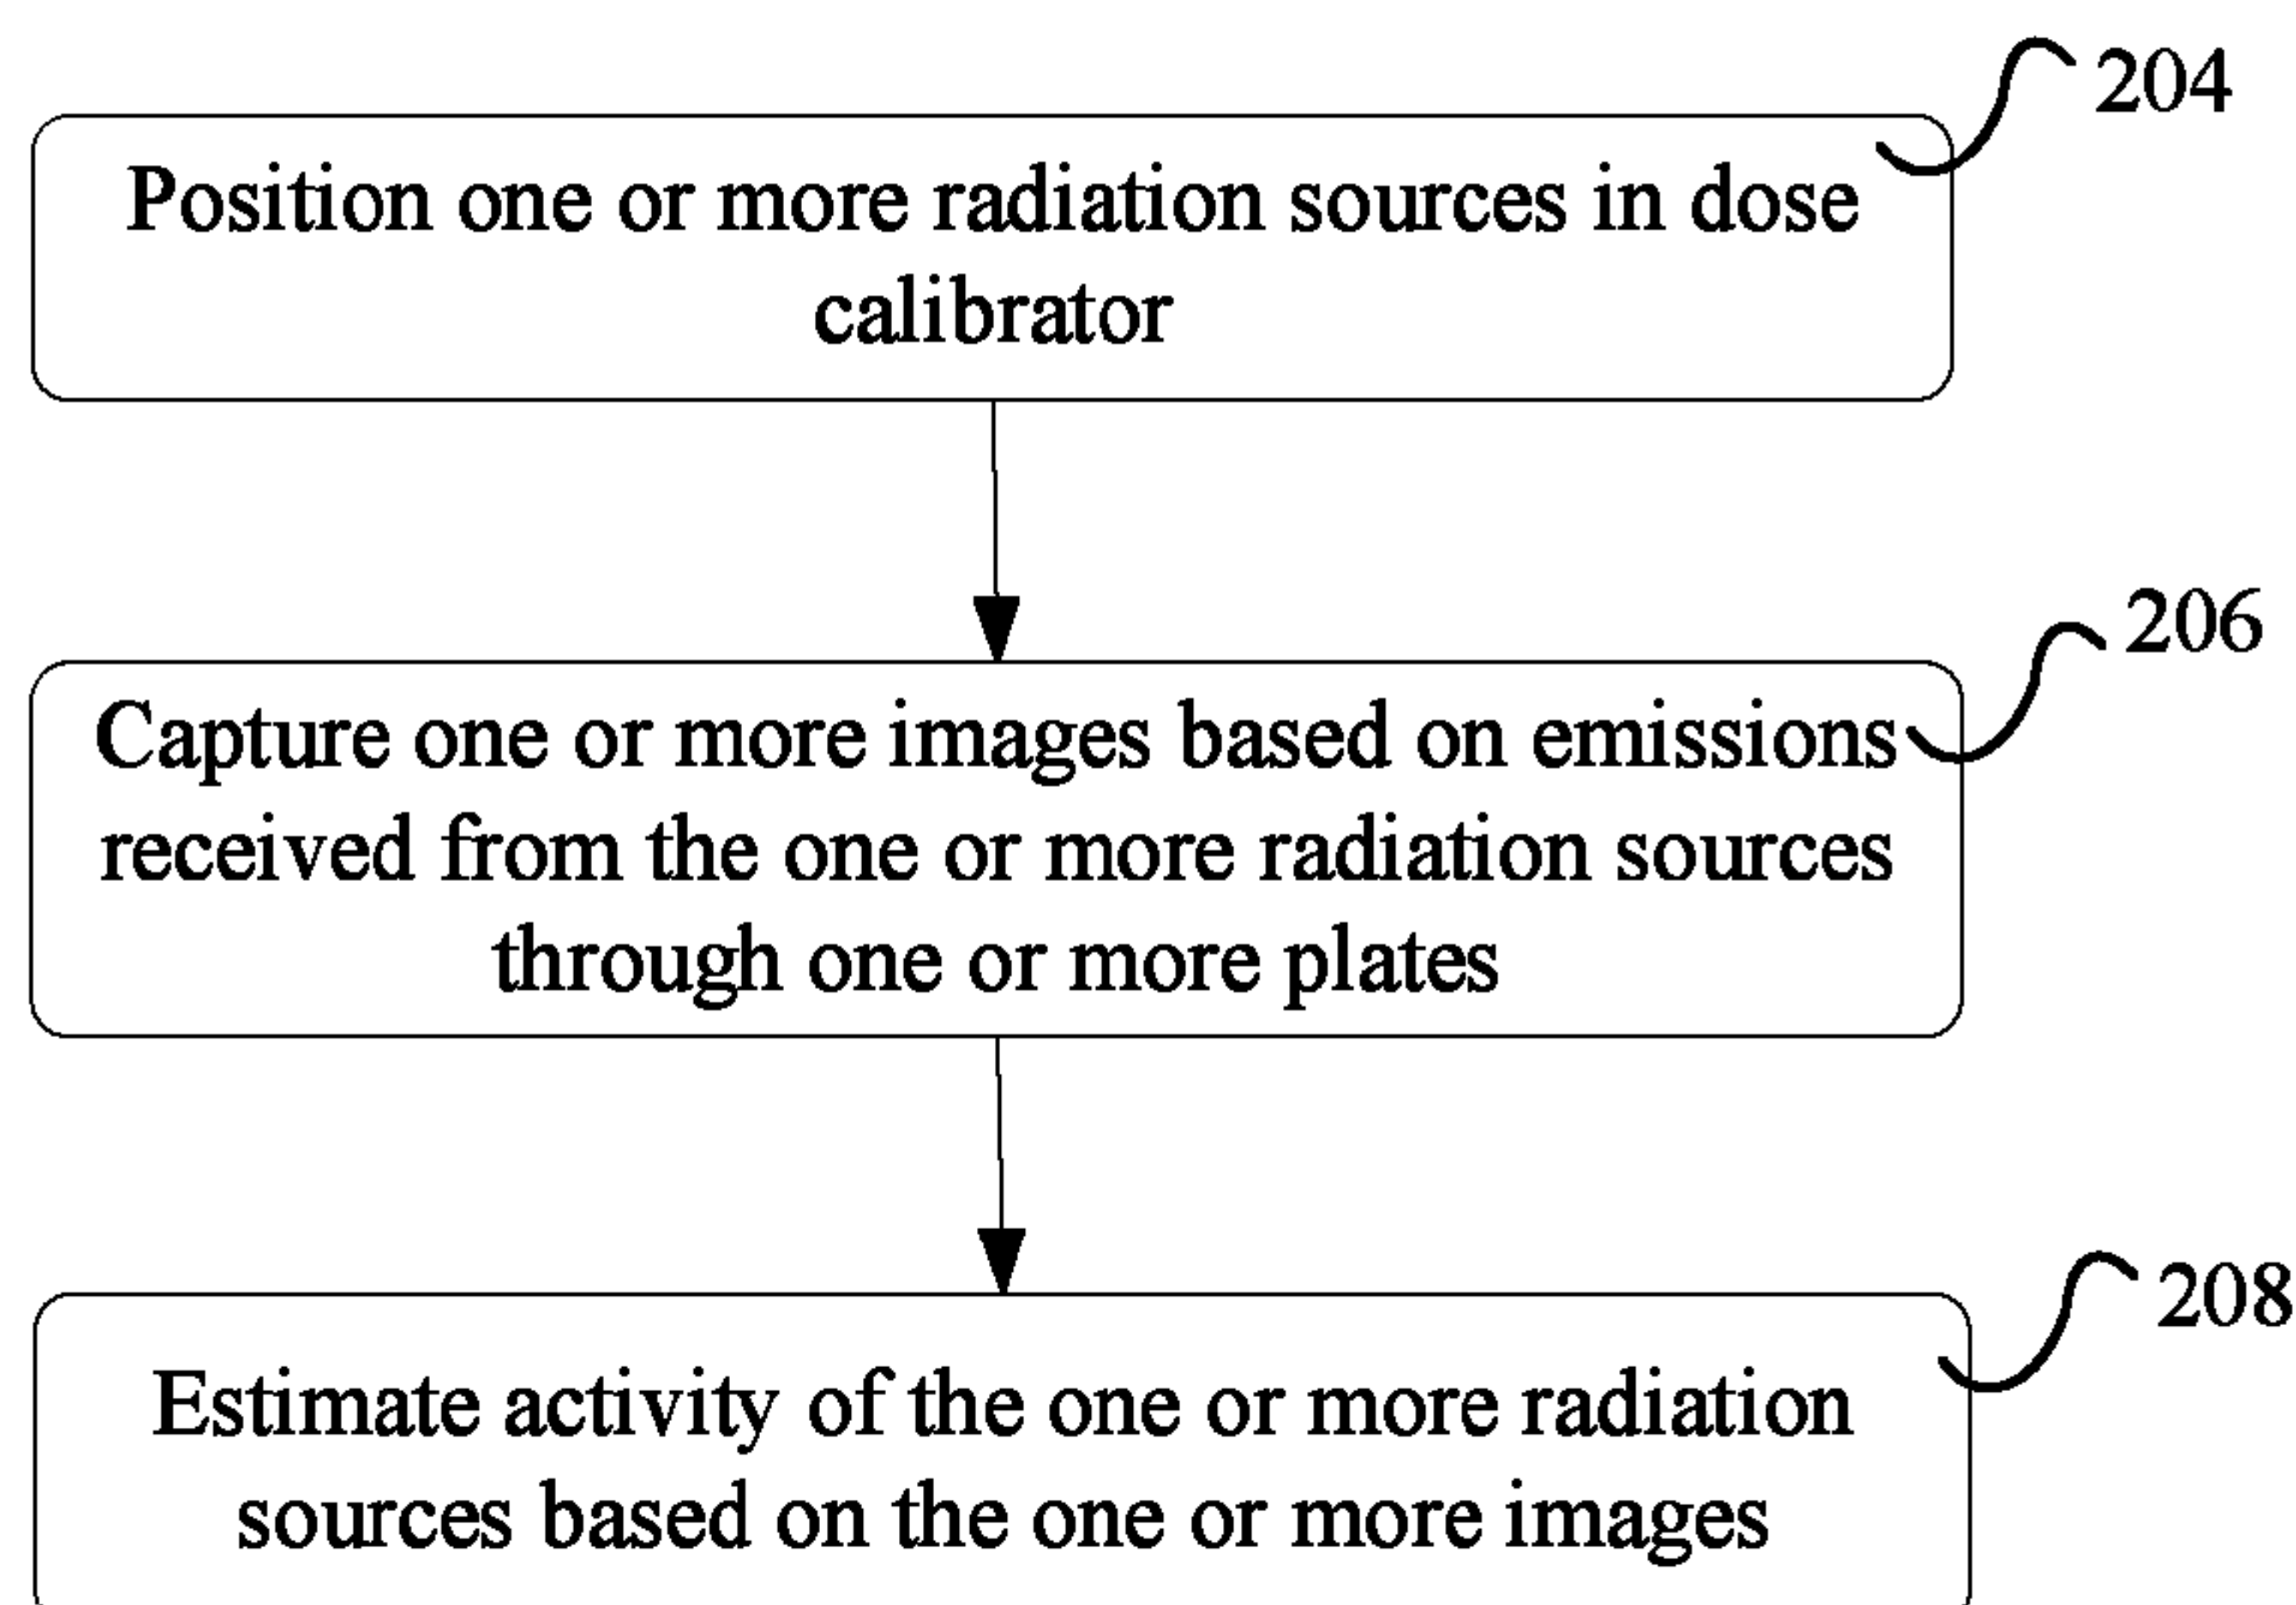 204
Position one or more radiation sources in dose
calibrator
206
Capture one or more images based on emissions
received from the one or more radiation sources
through one or more plates
208
Estimate activity of the one or more radiation
sources based on the one or more images